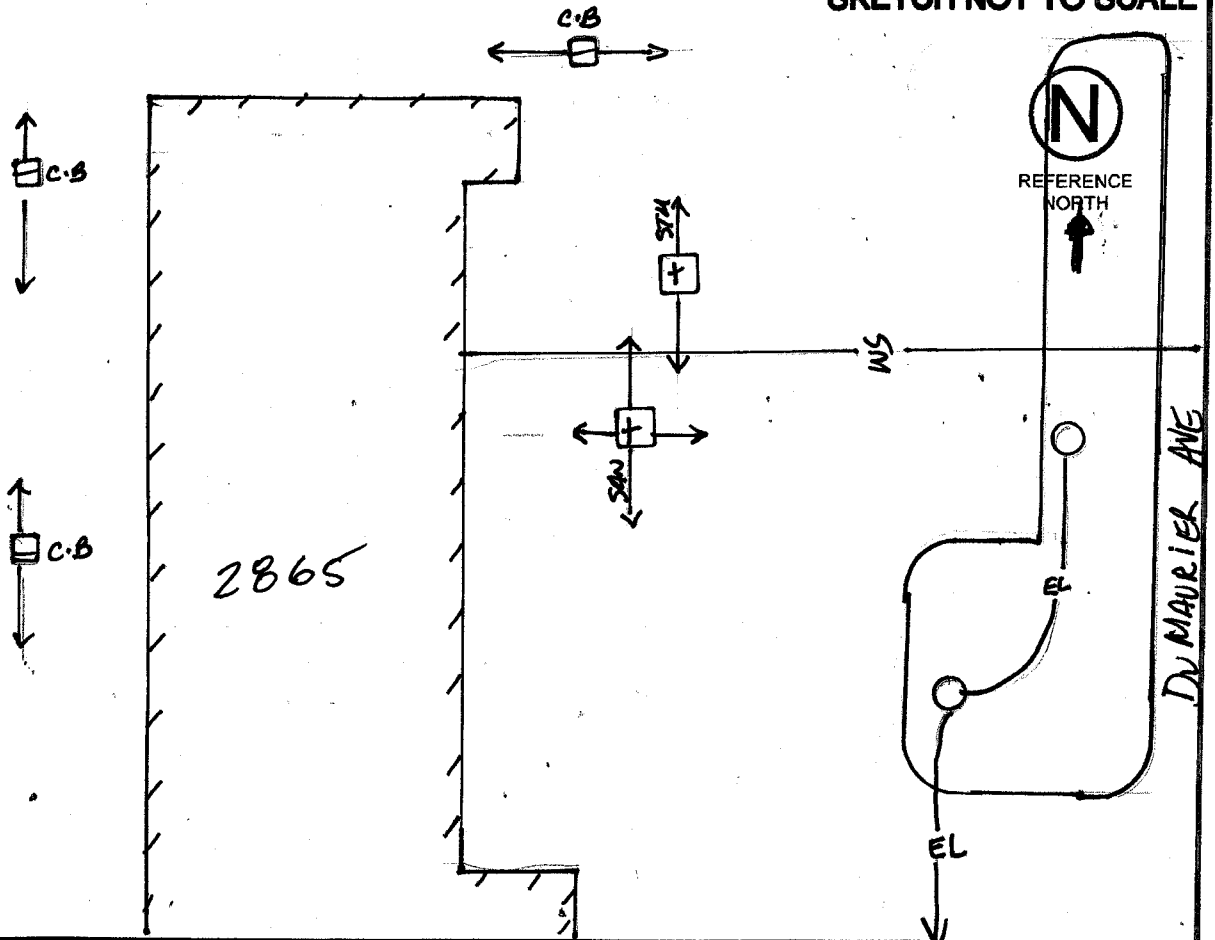 SKETCH NOT TO SCALE
C.B
N
C.B
REFERENCE
NORTH
STM
WS
SAN
C.B
2865
EL
DU MAURIER AVE
EL